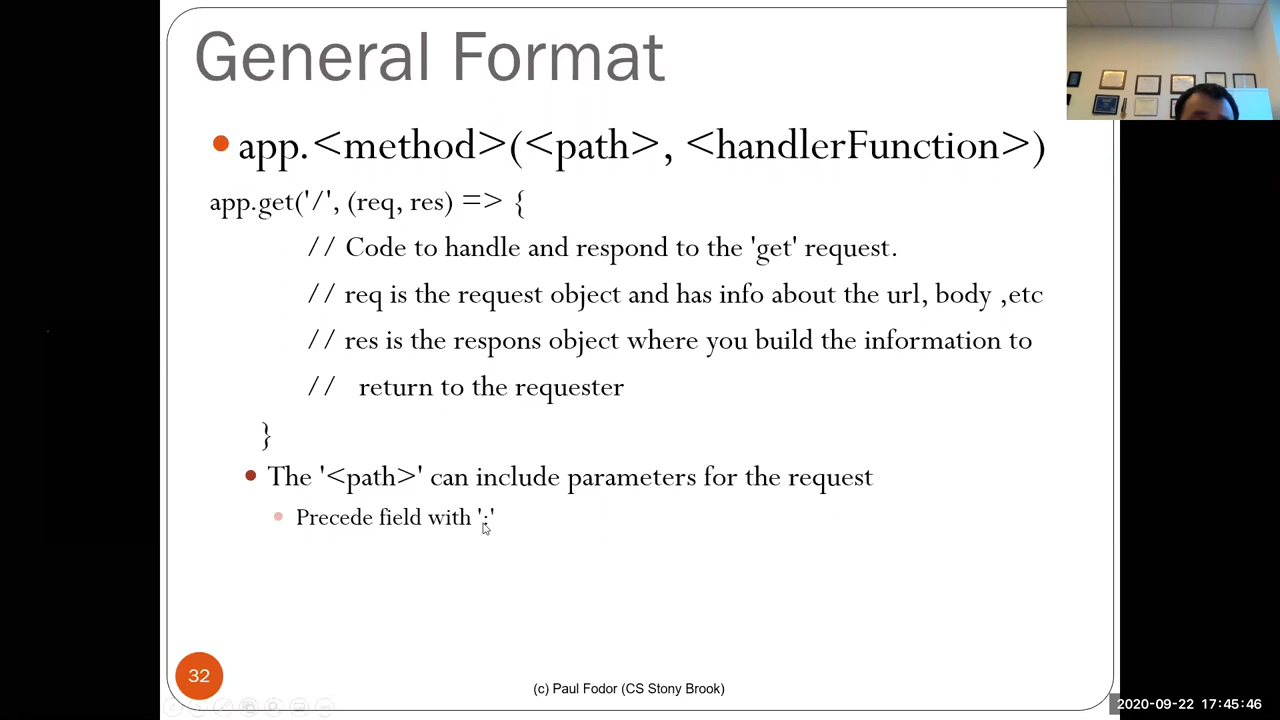 General Format
app.<method>(<path>, <handlerFunction>)
app.get('/', (req, res) => {
// Code to handle and respond to the 'get' request.
// req is the request object and has info about the url, body ,etc
// res is the respons object where you build the information to
// return to the requester
}
The '<path>' can include parameters for the request
Precede field with ':'
32
(c) Paul Fodor (CS Stony Brook)
2020-09-22 17:45:46